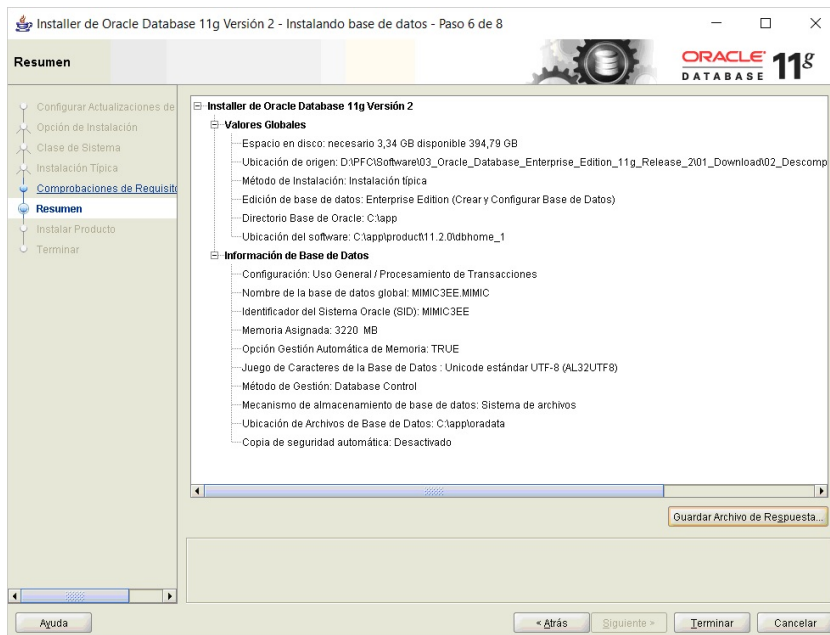 Installer de Oracle Database 11g Versión 2 - Instalando base de datos - Paso 6 de 8
Resumen
ORACLE 11g
DATABASE
Configurar Actualizaciones de
Opción de Instalación
Clase de Sistema
Instalación Típica
Comprobaciones de Requisito
Resumen
Instalar Producto
Terminar
Installer de Oracle Database 11g Versión 2
Valores Globales
Espacio en disco: necesario 3,34 GB disponible 394,79 GB
Ubicación de origen: D:\PFC\Software\03_Oracle_Database_Enterprise_Edition_11g_Release_2\01_Download\02_Descomp
Método de Instalación: Instalación típica
Edición de base de datos: Enterprise Edition (Crear y Configurar Base de Datos)
Directorio Base de Oracle: C:\app
Ubicación del software: C:\app\product\11.2.0\dbhome_1
Información de Base de Datos
Configuración: Uso General / Procesamiento de Transacciones
Nombre de la base de datos global: MIMIC3EE.MIMIC
Identificador del Sistema Oracle (SID): MIMIC3EE
Memoria Asignada: 3220 MB
Opción Gestión Automática de Memoria: TRUE
Juego de Caracteres de la Base de Datos : Unicode estándar UTF-8 (AL32UTF8)
Método de Gestión: Database Control
Mecanismo de almacenamiento de base de datos: Sistema de archivos
Ubicación de Archivos de Base de Datos: C:\app\oradata
Copia de seguridad automática: Desactivado
Guardar Archivo de Respuesta...
Ayuda
< Atrás
Siguiente >
Terminar
Cancelar